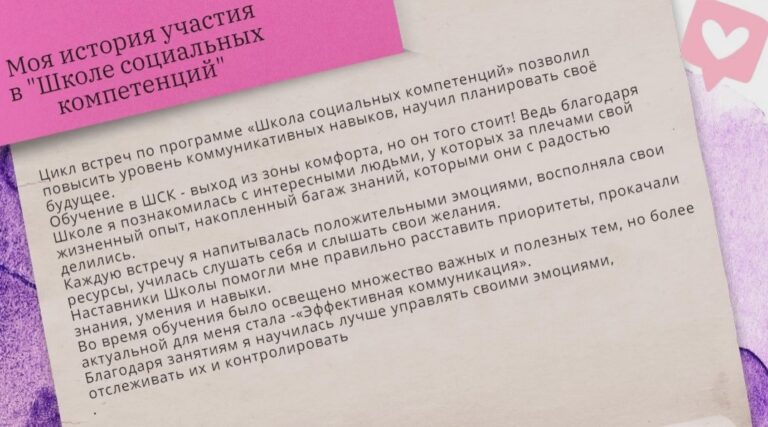 Моя история участия
в "Школе социальных
компетенций"
Цикл встреч по программе «Школа социальных компетенций» позволил
повысить уровень коммуникативных навыков, научил планировать своё
будущее.
Обучение в ШСК - выход из зоны комфорта, но он того стоит! Ведь благодаря
Школе я познакомилась с интересными людьми, у которых за плечами свой
жизненный опыт, накопленный багаж знаний, которыми они с радостью
делились.
Каждую встречу я напитывалась положительными эмоциями, восполняла свои
ресурсы, училась слушать себя и слышать свои желания.
Наставники Школы помогли мне правильно расставить приоритеты, прокачали
знания, умения и навыки.
Во время обучения было освещено множество важных и полезных тем, но более
актуальной для меня стала -«Эффективная коммуникация».
Благодаря занятиям я научилась лучше управлять своими эмоциями,
отслеживать их и контролировать
.